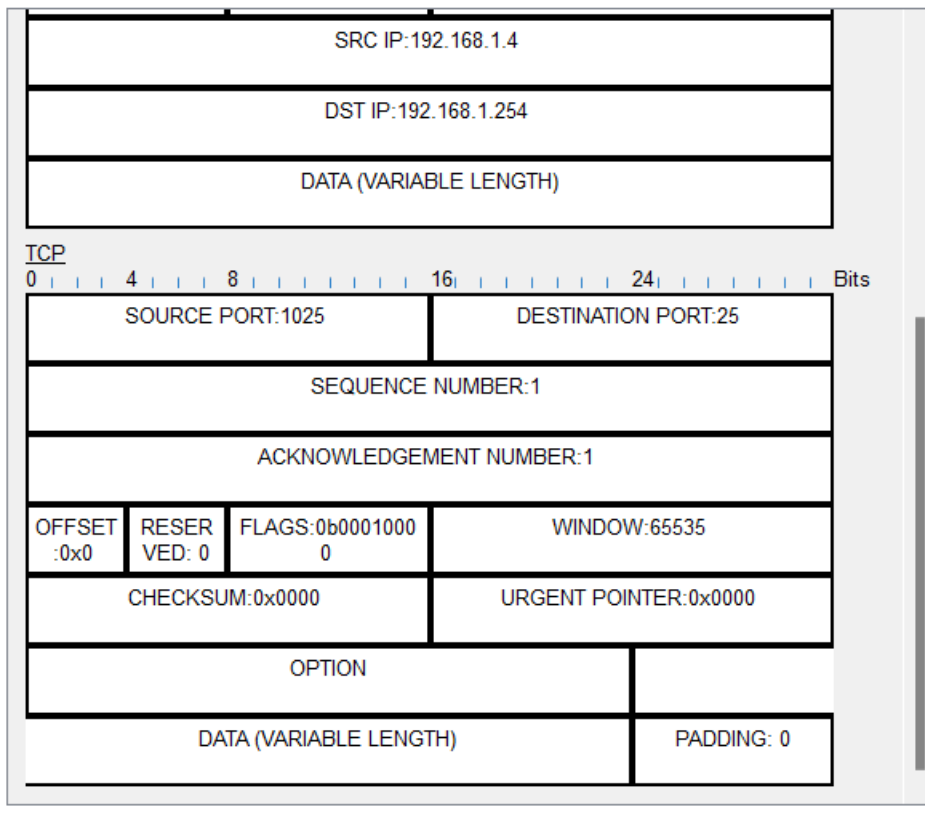 SRC IP:192.168.1.4
DST IP:192.168.1.254
DATA (VARIABLE LENGTH)
TCP
0 4 8 16 24 Bits
SOURCE PORT:1025 DESTINATION PORT:25
SEQUENCE NUMBER:1
ACKNOWLEDGEMENT NUMBER:1
OFFSET RESER FLAGS:0b0001000 WINDOW:65535
:0x0 VED: 0 0
CHECKSUM:0x0000 URGENT POINTER:0x0000
OPTION
DATA (VARIABLE LENGTH) PADDING: 0